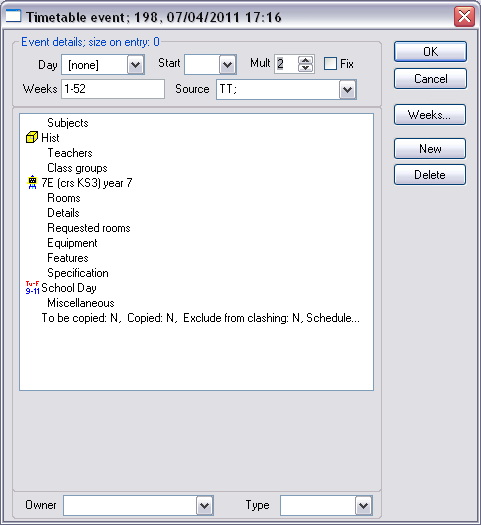 Timetable event; 198, 07/04/2011 17:16
Event details; size on entry: 0
Day [none] Start Mult 2 Fix
Weeks 1-52 Source TT;
OK
Cancel
Weeks...
New
Delete
Subjects
Hist
Teachers
Class groups
7E (crs KS3) year 7
Rooms
Details
Requested rooms
Equipment
Features
Specification
Tu-F
9-11 School Day
Miscellaneous
To be copied: N, Copied: N, Exclude from clashing: N, Schedule...
Owner Type